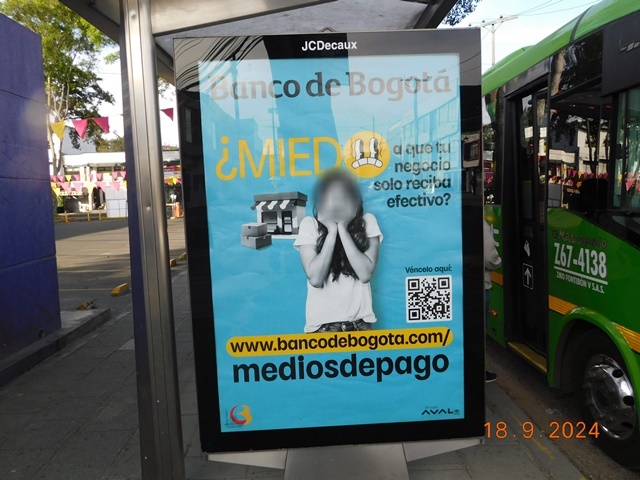 JCDecaux
Banco de Bogotá
¿MIEDO
a que tu
negocio
solo reciba
efectivo?
Véncelo aquí:
www.bancodebogota.com/
mediosdepago
AVAL
Z67-4138
18.9.2024